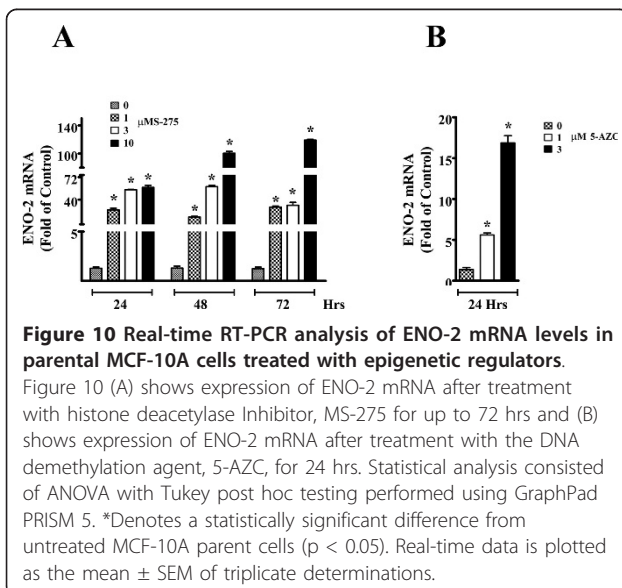 A
B
μMS-275
0
1
3
10
140
100
72
40
5
ENO-2 mRNA
(Fold of Control)
* * * * * * * * *
24 48 72 Hrs
0
1 μM 5-AZC
3
20
15
10
5
0
ENO-2 mRNA
(Fold of Control)
* *
24 Hrs
Figure 10 Real-time RT-PCR analysis of ENO-2 mRNA levels in
parental MCF-10A cells treated with epigenetic regulators.
Figure 10 (A) shows expression of ENO-2 mRNA after treatment
with histone deacetylase Inhibitor, MS-275 for up to 72 hrs and (B)
shows expression of ENO-2 mRNA after treatment with the DNA
demethylation agent, 5-AZC, for 24 hrs. Statistical analysis consisted
of ANOVA with Tukey post hoc testing performed using GraphPad
PRISM 5. *Denotes a statistically significant difference from
untreated MCF-10A parent cells (p < 0.05). Real-time data is plotted
as the mean ± SEM of triplicate determinations.